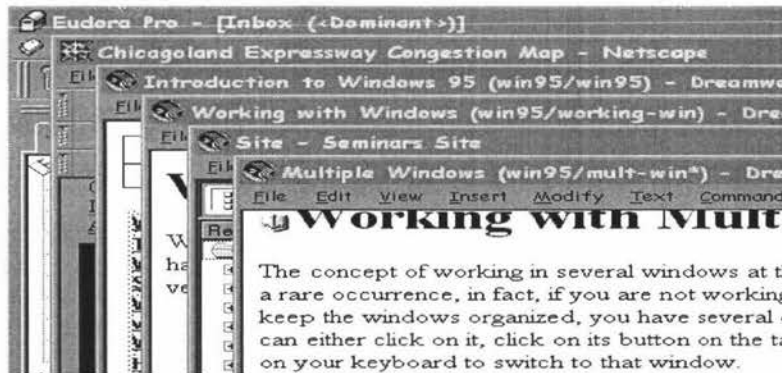 Eudora Pro - [Inbox (<Dominant>)]
Chicagoland Expressway Congestion Map - Netscape
Introduction to Windows 95 (win95/win95) - Dreamw
Working with Windows (win95/working-win) - Dre
Site - Seminars Site
Multiple Windows (win95/mult-win*) - Dre
File Edit View Insert Modify Text Command
Working with Mult
The concept of working in several windows at t
a rare occurrence, in fact, if you are not working
keep the windows organized, you have several
can either click on it, click on its button on the ta
on your keyboard to switch to that window.